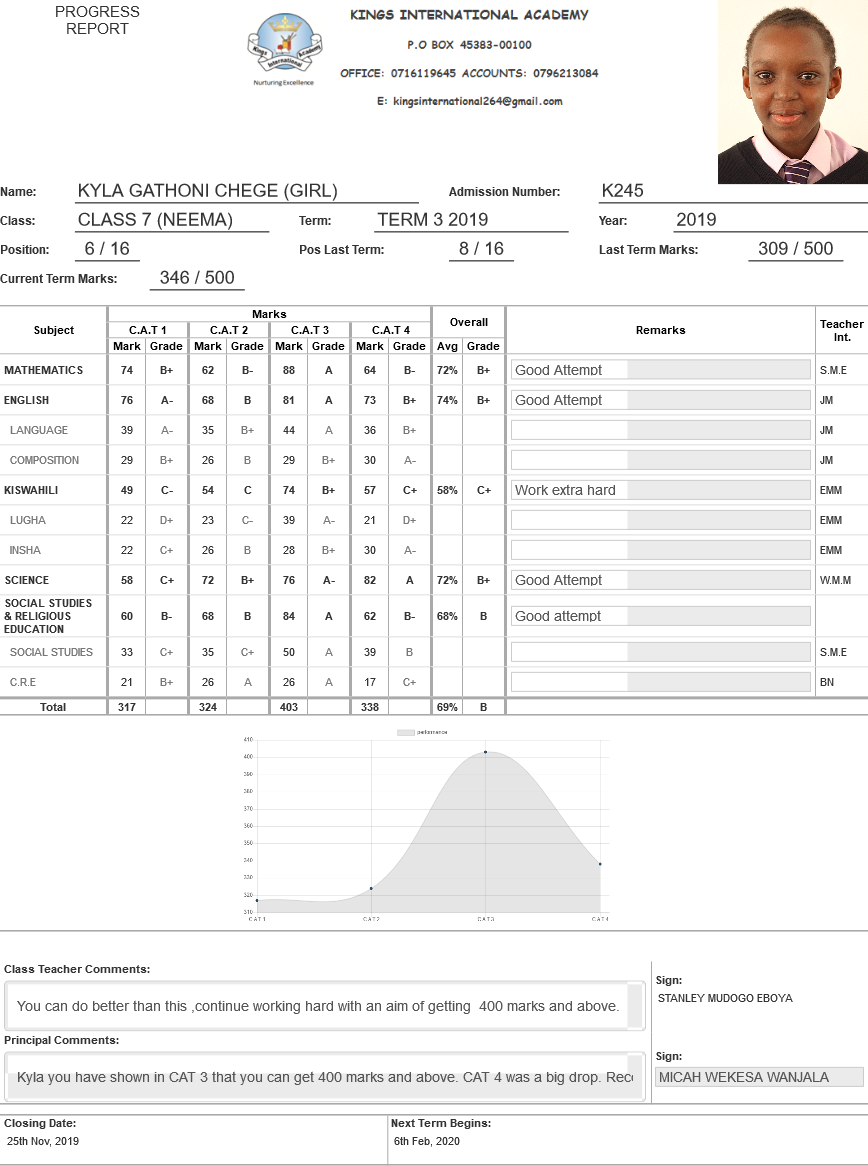 PROGRESS
REPORT
KINGS INTERNATIONAL ACADEMY
P.O BOX 45383-00100
OFFICE: 0716119645 ACCOUNTS: 0796213084
E: kingsinternational264@gmail.com
Kings Academy
International
Nurturing Excellence
Name: KYLA GATHONI CHEGE (GIRL) Admission Number: K245
Class: CLASS 7 (NEEMA) Term: TERM 3 2019 Year: 2019
Position: 6 / 16 Pos Last Term: 8 / 16 Last Term Marks: 309 / 500
Current Term Marks: 346 / 500
Subject Marks Overall Remarks Teacher Int.
C.A.T 1 C.A.T 2 C.A.T 3 C.A.T 4
Mark Grade Mark Grade Mark Grade Mark Grade Avg Grade
MATHEMATICS 74 B+ 62 B- 88 A 64 B- 72% B+ Good Attempt S.M.E
ENGLISH 76 A- 68 B 81 A 73 B+ 74% B+ Good Attempt JM
LANGUAGE 39 A- 35 B+ 44 A 36 B+ JM
COMPOSITION 29 B+ 26 B 29 B+ 30 A- JM
KISWAHILI 49 C- 54 C 74 B+ 57 C+ 58% C+ Work extra hard EMM
LUGHA 22 D+ 23 C- 39 A- 21 D+ EMM
INSHA 22 C+ 26 B 28 B+ 30 A- EMM
SCIENCE 58 C+ 72 B+ 76 A- 82 A 72% B+ Good Attempt W.M.M
SOCIAL STUDIES
& RELIGIOUS 60 B- 68 B 84 A 62 B- 68% B Good attempt
EDUCATION
SOCIAL STUDIES 33 C+ 35 C+ 50 A 39 B S.M.E
C.R.E 21 B+ 26 A 26 A 17 C+ BN
Total 317 324 403 338 69% B
performance
410
400
390
380
370
360
350
340
330
320
310
CAT1 CAT2 CAT3 CAT4
Class Teacher Comments:
You can do better than this ,continue working hard with an aim of getting 400 marks and above.
Sign:
STANLEY MUDOGO EBOYA
Principal Comments:
Kyla you have shown in CAT 3 that you can get 400 marks and above. CAT 4 was a big drop.
Sign:
MICAH WEKESA WANJALA
Closing Date: Next Term Begins:
25th Nov, 2019 6th Feb, 2020